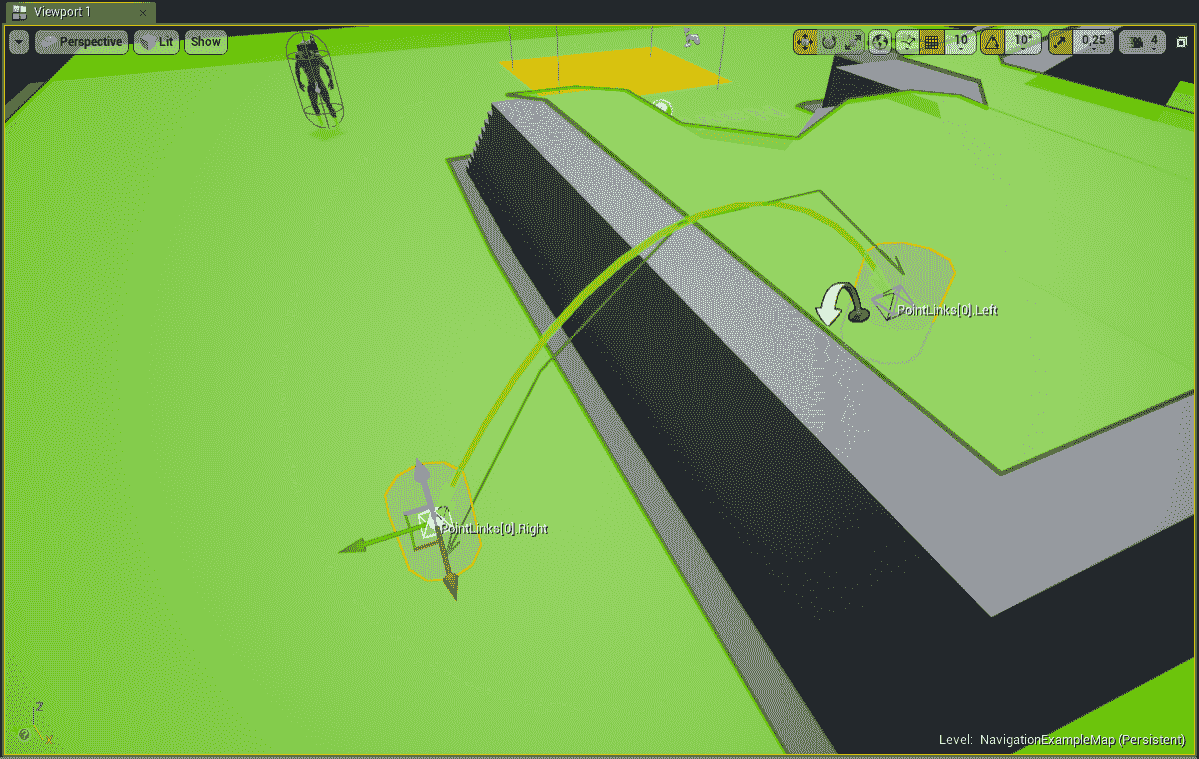 Viewport 1
Perspective
Lit
Show
10
10°
0.25
4
PointLinks[0].Left
PointLinks[0].Right
Z
Level: NavigationExampleMap (Persistent)